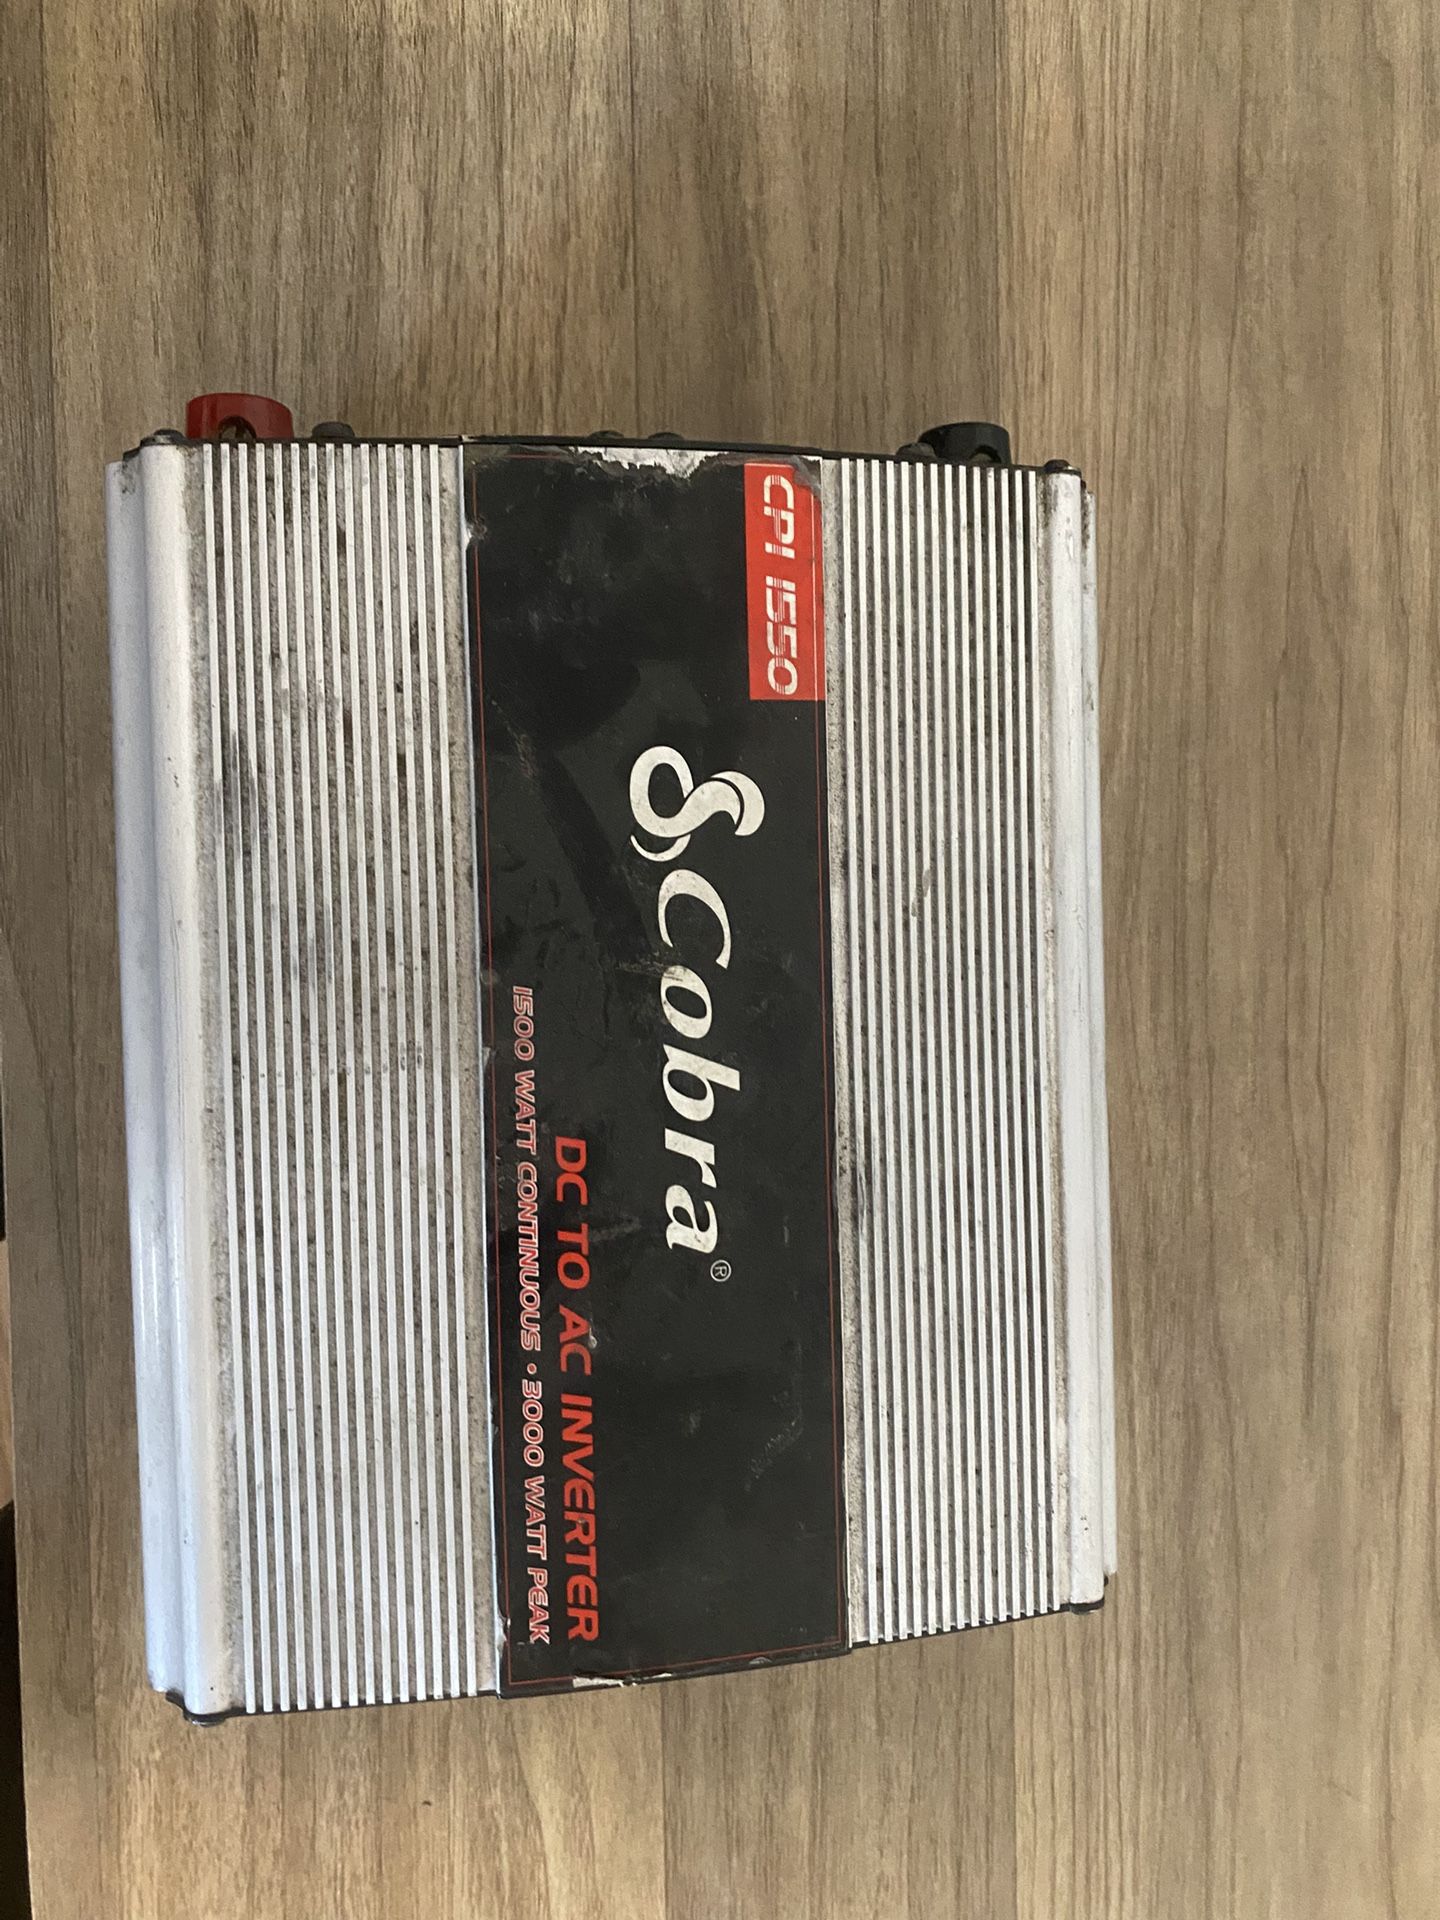 CPI 1550
Cobra®
DC TO AC INVERTER
1500 WATT CONTINUOUS • 3000 WATT PEAK